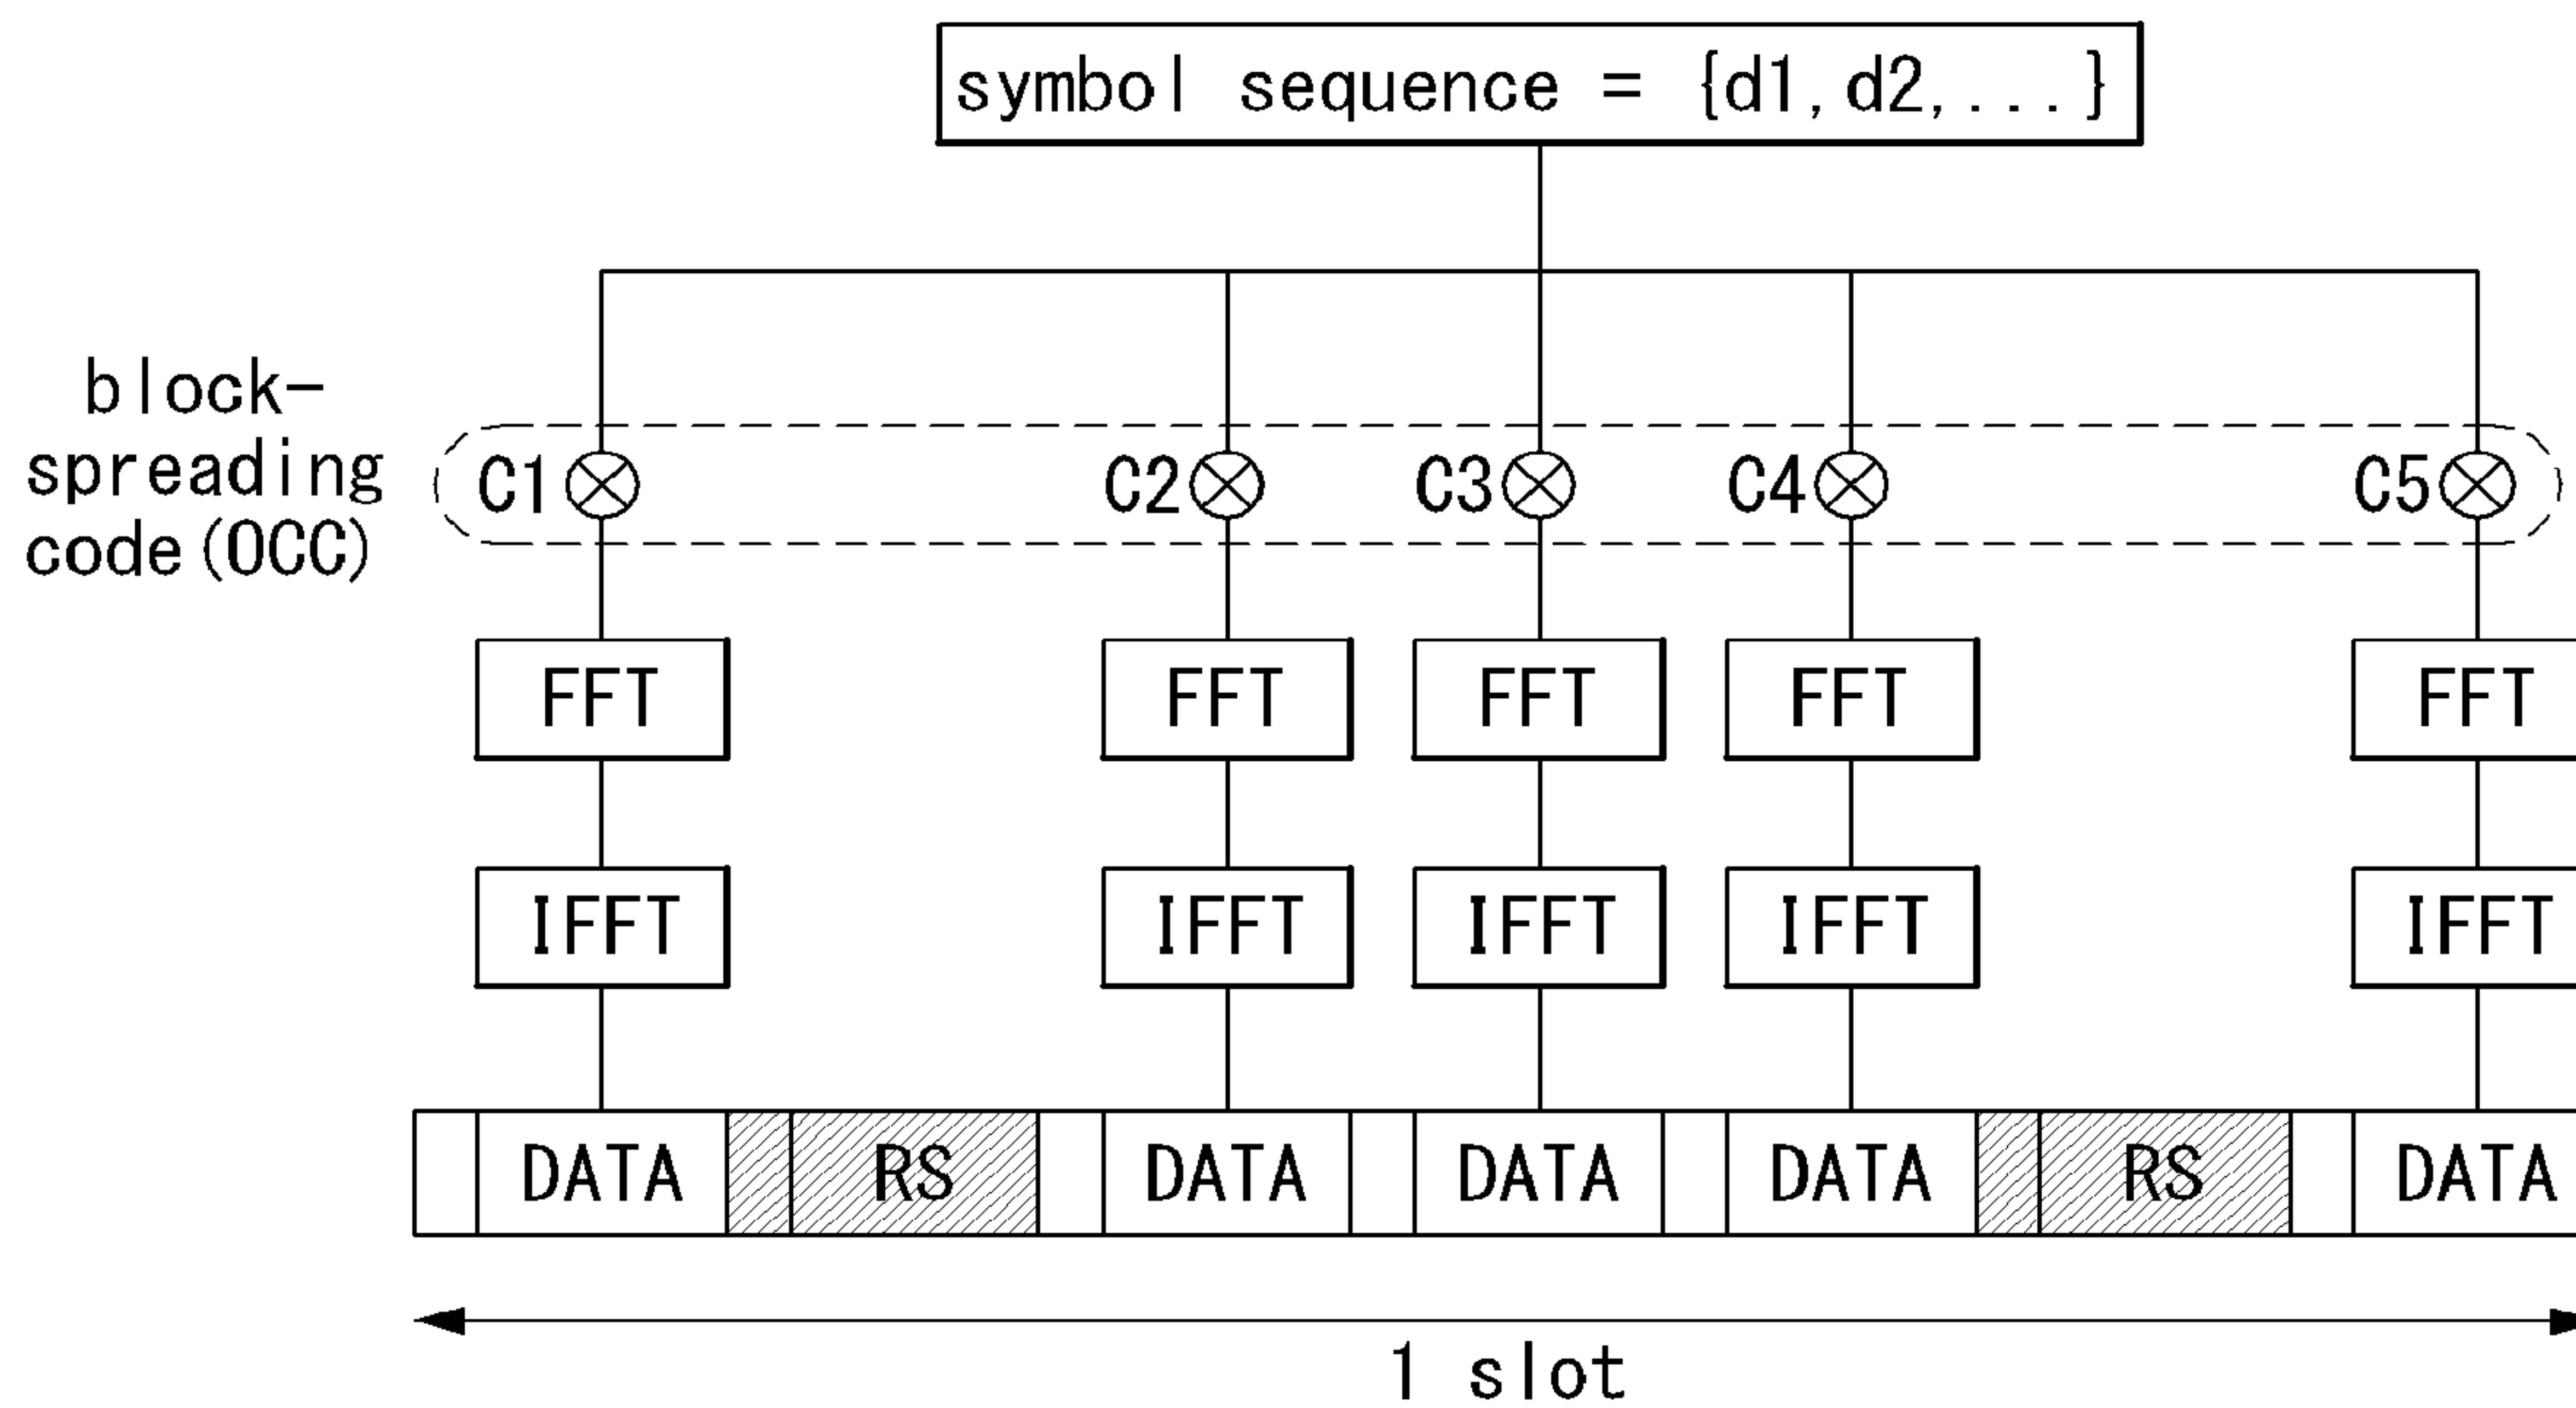 symbol sequence = {d1,d2,...}
block-
spreading
code(OCC)
C1 C2 C3 C4 C5
FFT FFT FFT FFT FFT
IFFT IFFT IFFT IFFT IFFT
DATA RS DATA DATA DATA RS DATA
1 slot